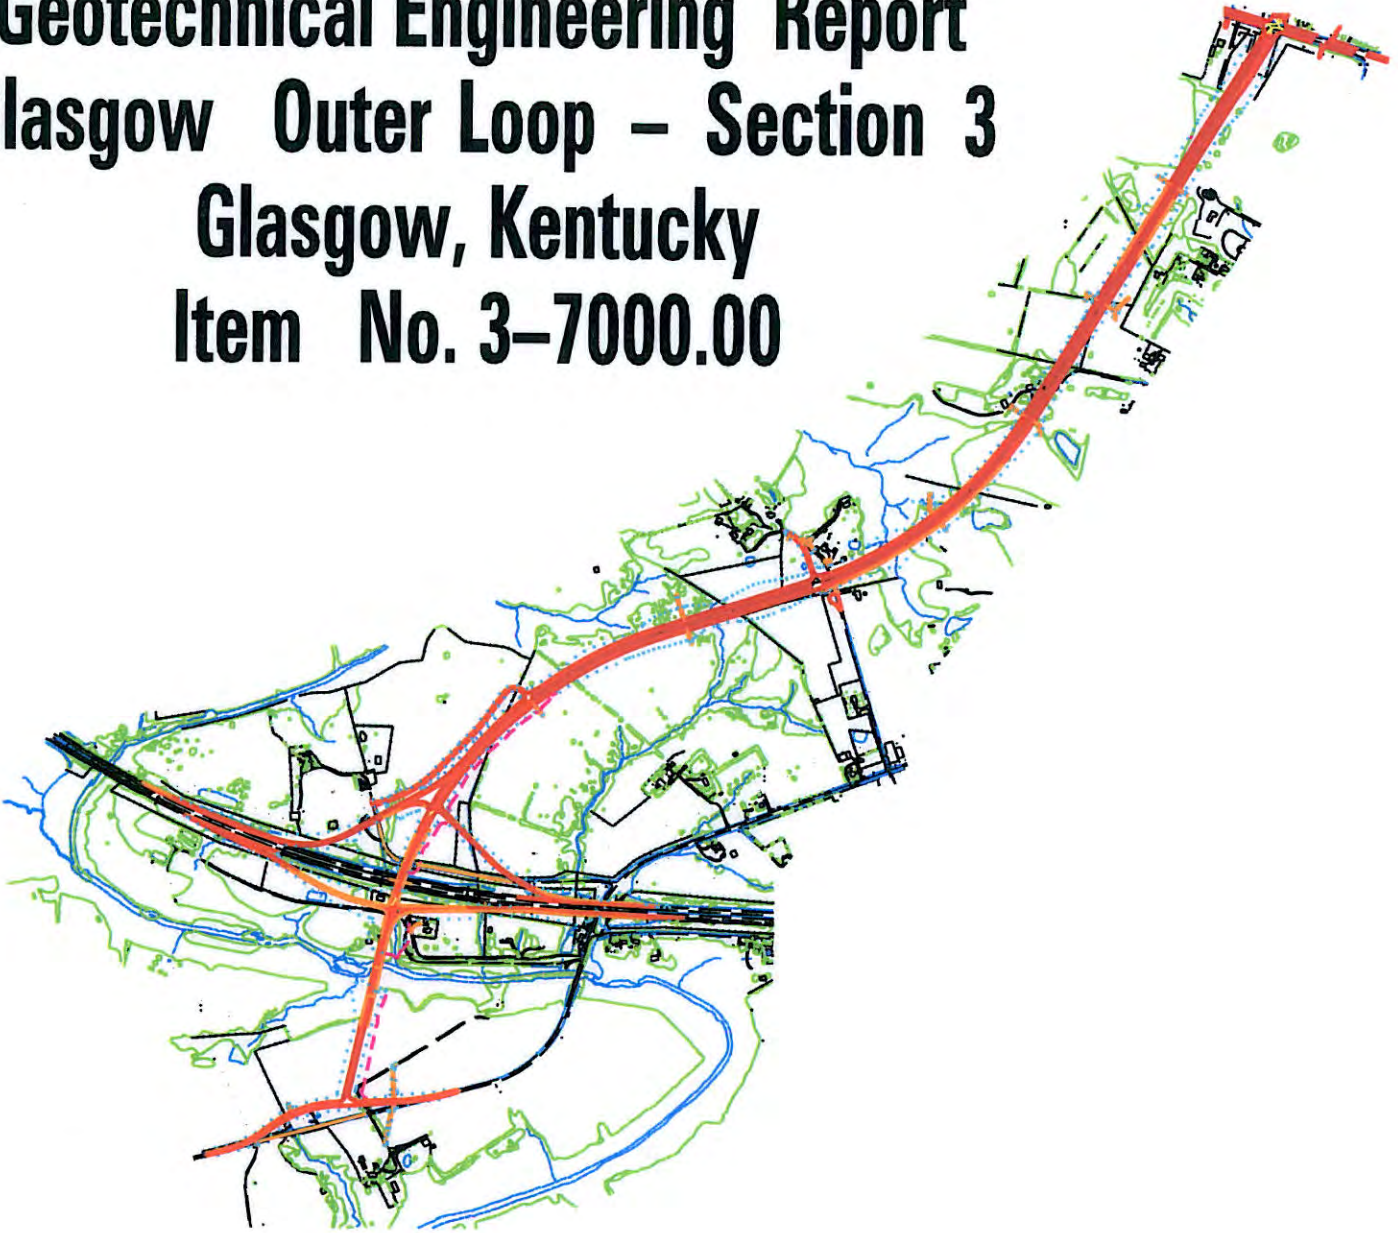 Geotechnical Engineering Report
lasgow Outer Loop – Section 3
Glasgow, Kentucky
Item No. 3–7000.00